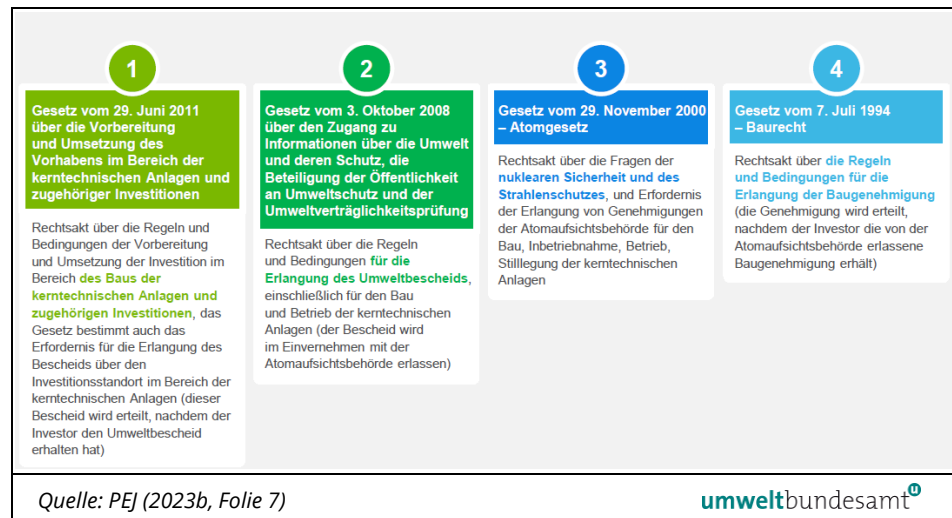 1
Gesetz vom 29. Juni 2011
über die Vorbereitung
und Umsetzung des
Vorhabens im Bereich der
kerntechnischen Anlagen und
zugehöriger Investitionen
Rechtsakt über die Regeln und
Bedingungen der Vorbereitung
und Umsetzung der Investition im
Bereich des Baus der
kerntechnischen Anlagen und
zugehörigen Investitionen, das
Gesetz bestimmt auch das
Erfordernis für die Erlangung des
Bescheids über den
Investitionsstandort im Bereich der
kerntechnischen Anlagen (dieser
Bescheid wird erteilt, nachdem der
Investor den Umweltbescheid
erhalten hat)
2
Gesetz vom 3. Oktober 2008
über den Zugang zu
Informationen über die Umwelt
und deren Schutz, die
Beteiligung der Öffentlichkeit
an Umweltschutz und der
Umweltverträglichkeitsprüfung
Rechtsakt über die Regeln
und Bedingungen für die
Erlangung des Umweltbescheids,
einschließlich für den Bau
und Betrieb der kerntechnischen
Anlagen (der Bescheid wird
im Einvernehmen mit der
Atomaufsichtsbehörde erlassen)
3
Gesetz vom 29. November 2000
– Atomgesetz
Rechtsakt über die Fragen der
nuklearen Sicherheit und des
Strahlenschutzes, und Erfordernis
der Erlangung von Genehmigungen
der Atomaufsichtsbehörde für den
Bau, Inbetriebnahme, Betrieb,
Stilllegung der kerntechnischen
Anlagen
4
Gesetz vom 7. Juli 1994
– Baurecht
Rechtsakt über die Regeln
und Bedingungen für die
Erlangung der Baugenehmigung
(die Genehmigung wird erteilt,
nachdem der Investor die von der
Atomaufsichtsbehörde erlassene
Baugenehmigung erhält)
Quelle: PEJ (2023b, Folie 7)
umweltbundesamt u